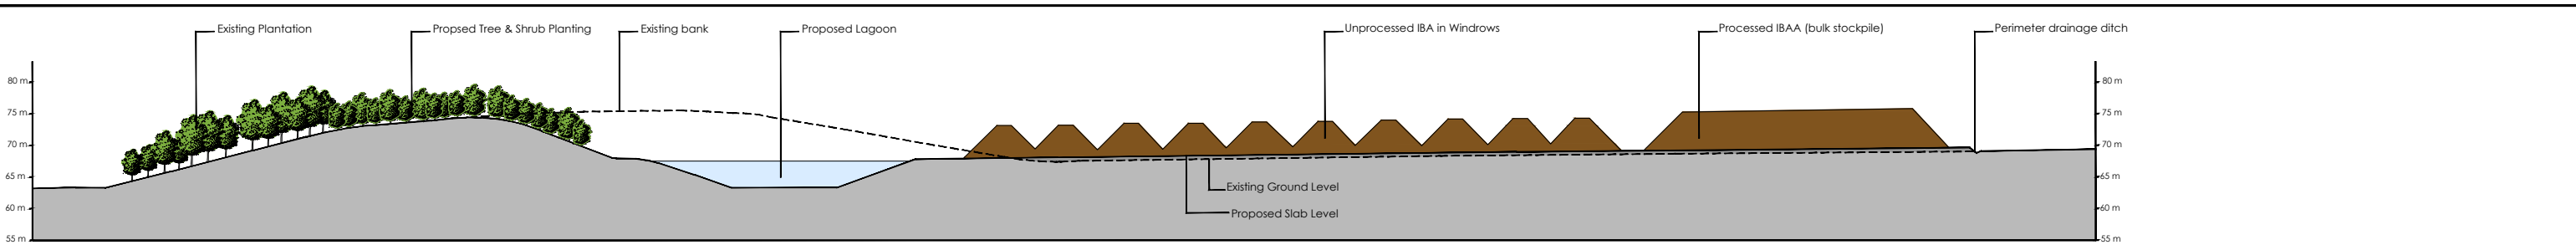 Existing Plantation
Propsed Tree & Shrub Planting
Existing bank
Proposed Lagoon
Unprocessed IBA in Windrows
Processed IBAA (bulk stockpile)
Perimeter drainage ditch
80 m
80 m
75 m
75 m
70 m
70 m
65 m
65 m
Existing Ground Level
60 m
Proposed Slab Level
60 m
55 m
55 m